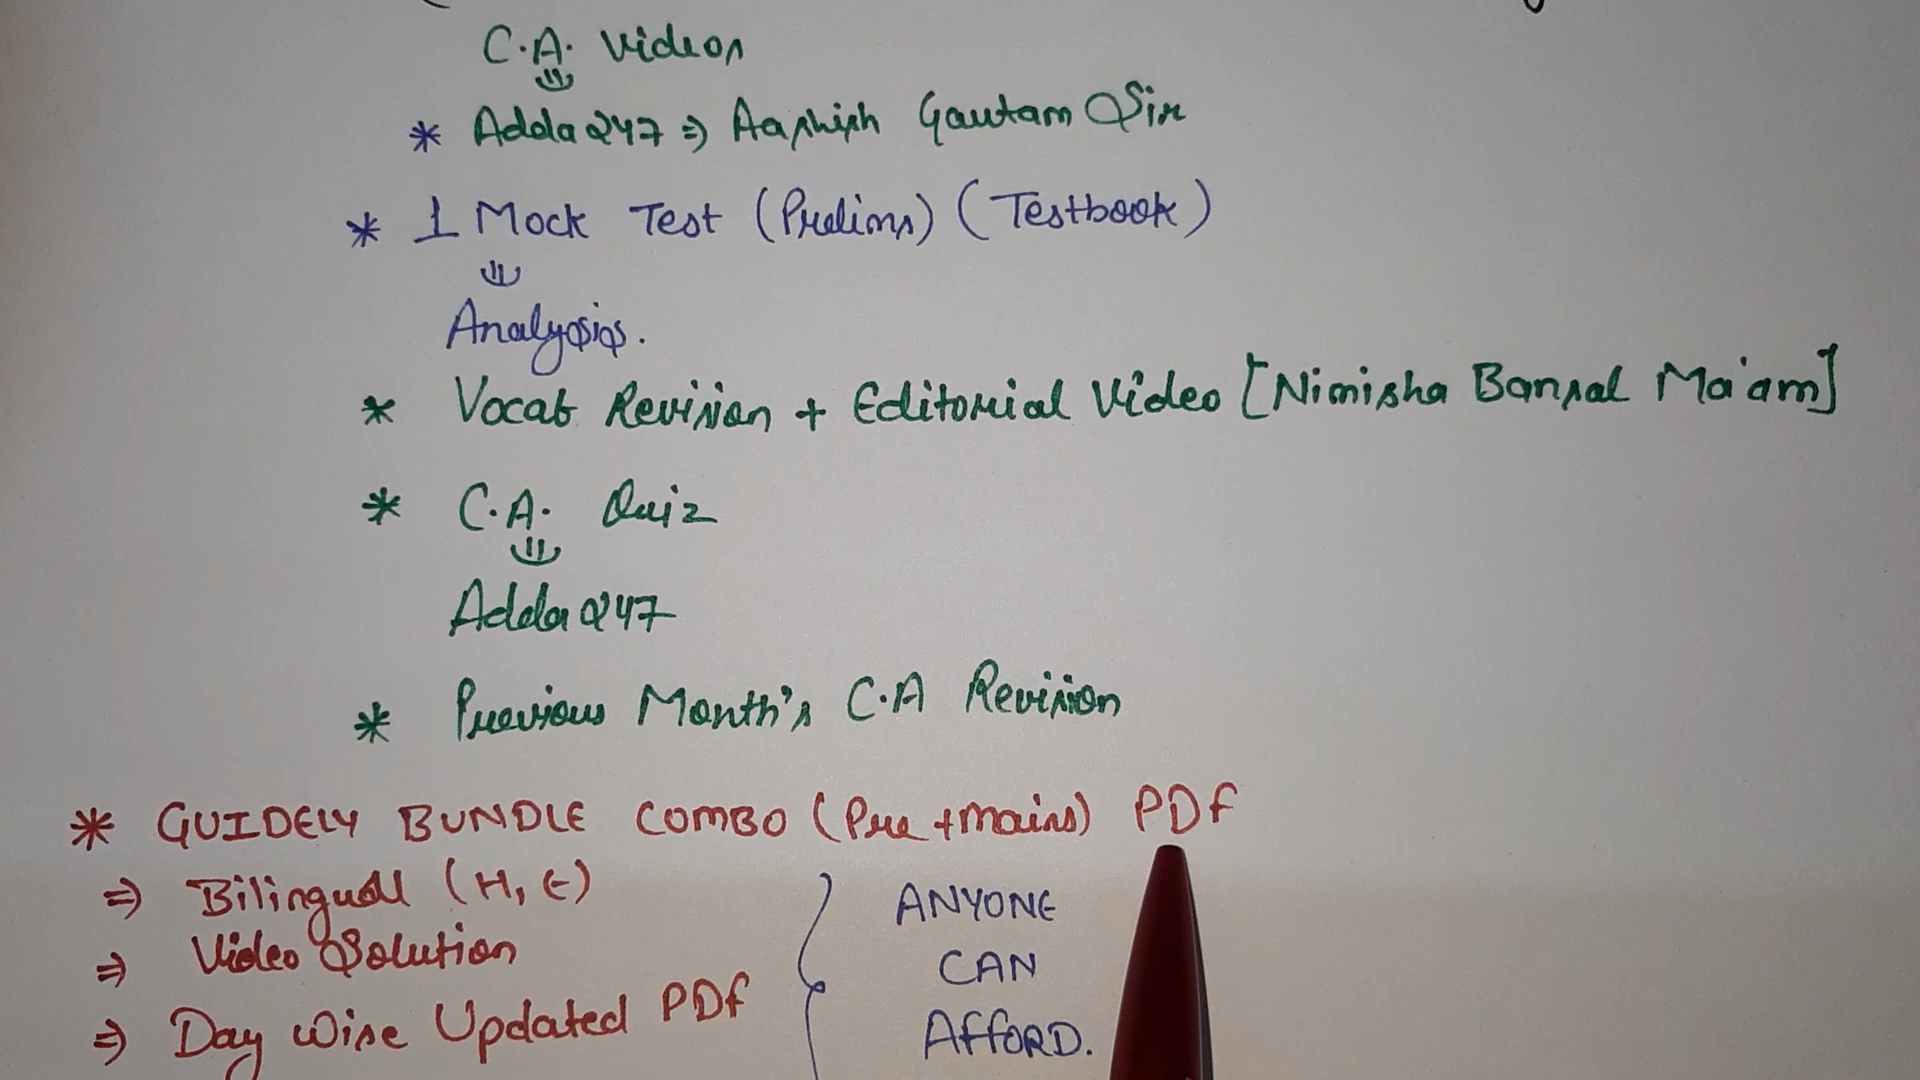 C.A. Videos
* Adda247 ⇒ Aashish Gautam Sir
* 1 Mock Test (Prelims) (Testbook)
⇓
Analysis.
* Vocab Revision + Editorial Video [Nimisha Bansal Ma'am]
* C.A. Quiz
⇓
Adda247
* Previous Month's C.A Revision
* GUIDELY BUNDLE COMBO (Pre + Mains) PDF
⇒ Bilinguall (H, E)
⇒ Video Solution
⇒ Day Wise Updated PDF
ANYONE
CAN
AFFORD.